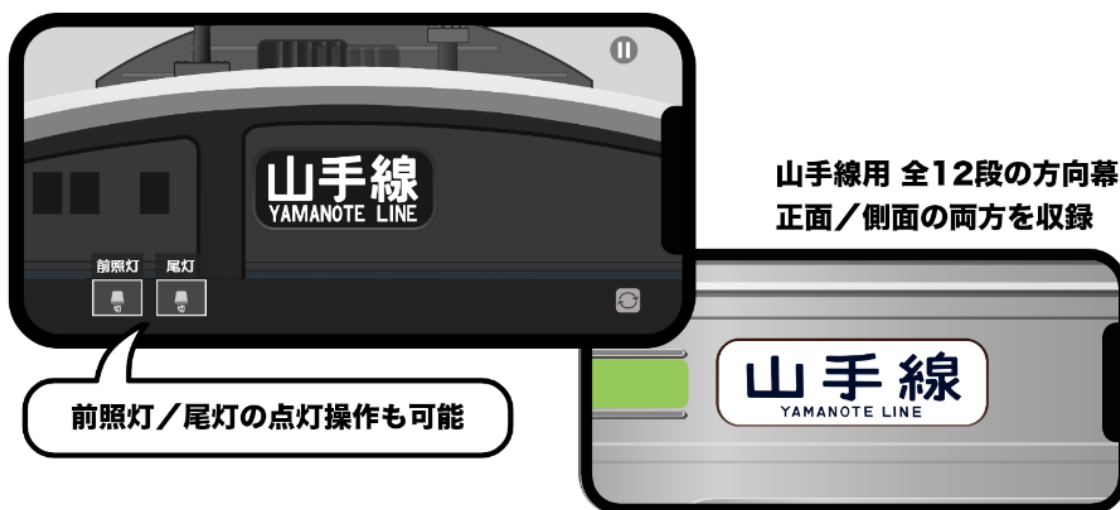 山手線
YAMANOTE LINE
前照灯 尾灯
切 切
前照灯／尾灯の点灯操作も可能
山手線用 全12段の方向幕
正面／側面の両方を収録
山手線
YAMANOTE LINE